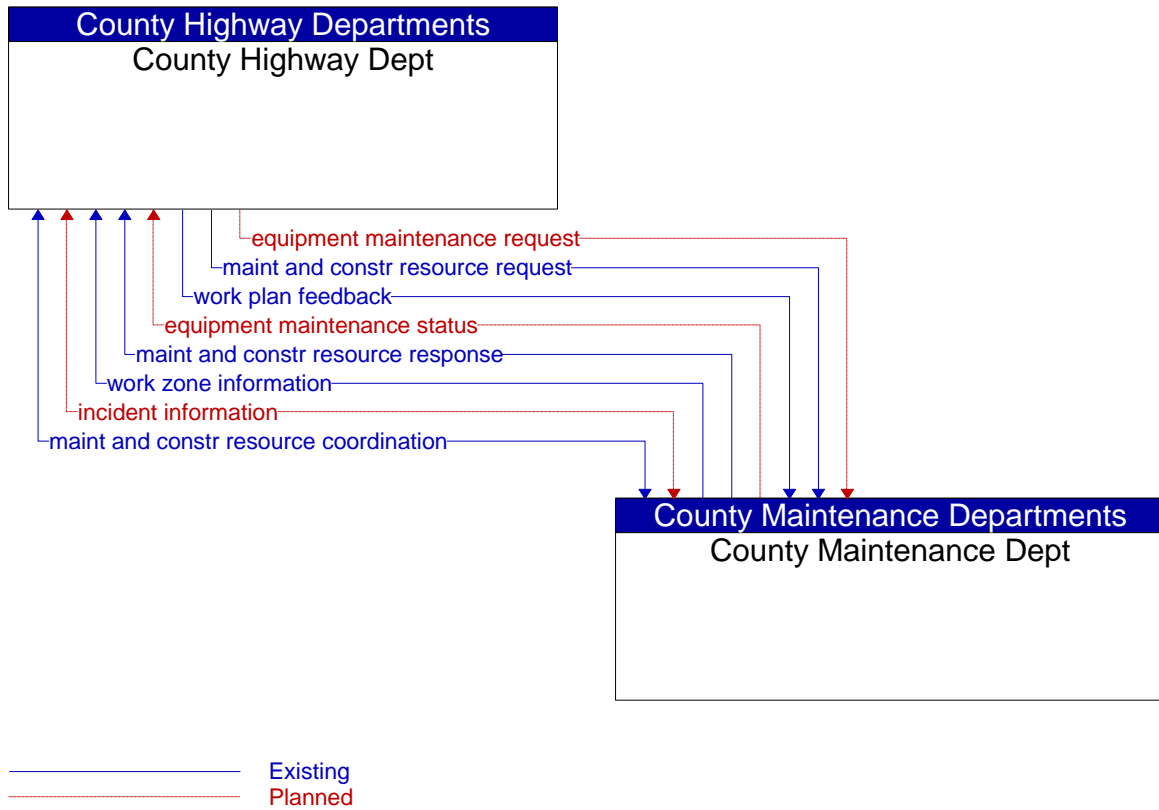 County Highway Departments
County Highway Dept
equipment maintenance request
maint and constr resource request
work plan feedback
equipment maintenance status
maint and constr resource response
work zone information
incident information
maint and constr resource coordination
County Maintenance Departments
County Maintenance Dept
Existing
Planned